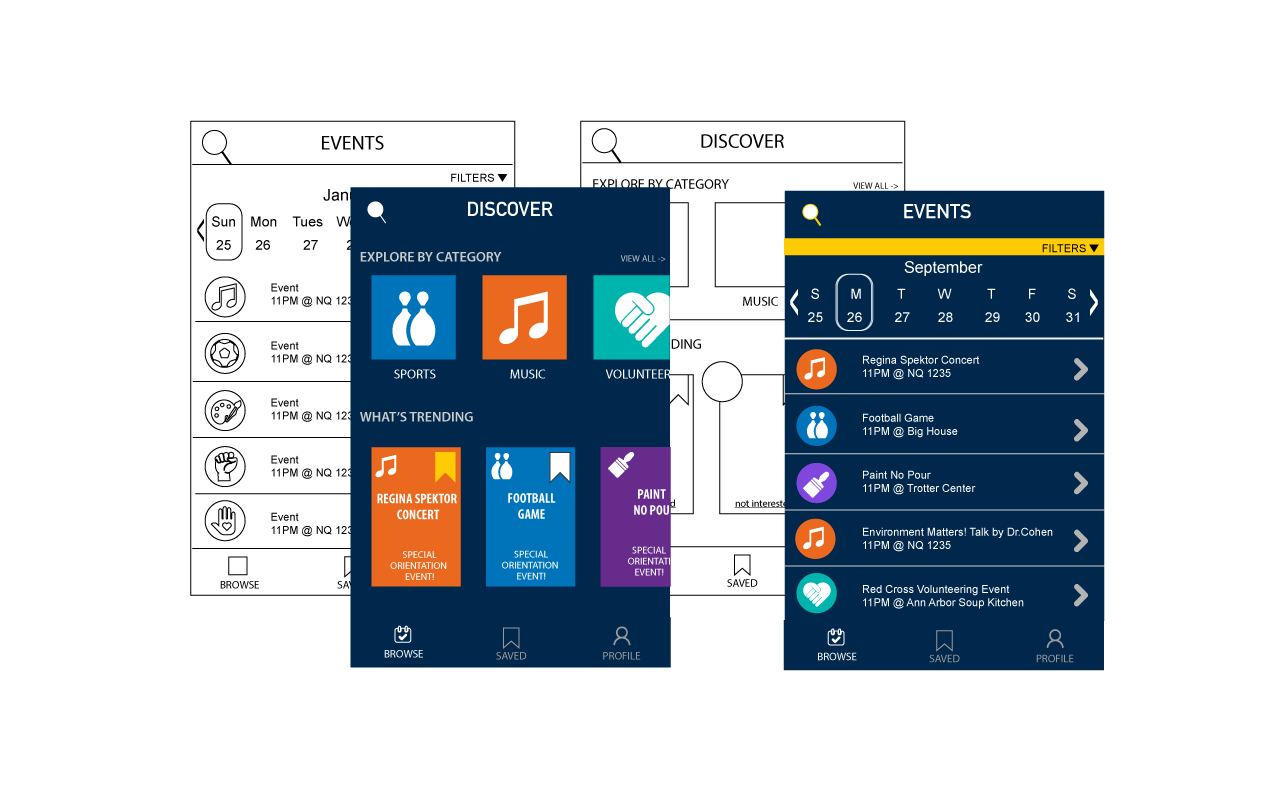 EVENTS
FILTERS ▼
Sun
Mon
Tues
25
26
27
Event
11PM @ NQ 123
Event
11PM @ NQ 123
Event
11PM @ NQ 123
Event
11PM @ NQ 123
Event
11PM @ NQ 123
BROWSE
DISCOVER
EXPLORE BY CATEGORY
VIEW ALL ->
SPORTS
MUSIC
VOLUNTEER
WHAT'S TRENDING
REGINA SPEKTOR
CONCERT
SPECIAL
ORIENTATION
EVENT!
FOOTBALL
GAME
SPECIAL
ORIENTATION
EVENT!
PAINT
NO POU
SPECIAL
ORIENTATI
EVENT!
BROWSE
SAVED
PROFILE
DISCOVER
EXPLORE BY CATEGORY
VIEW ALL ->
MUSIC
DING
not interest
SAVED
EVENTS
FILTERS ▼
September
S M T W T F S
25 26 27 28 29 30 31
Regina Spektor Concert
11PM @ NQ 1235
Football Game
11PM @ Big House
Paint No Pour
11PM @ Trotter Center
Environment Matters! Talk by Dr.Cohen
11PM @ NQ 1235
Red Cross Volunteering Event
11PM @ Ann Arbor Soup Kitchen
BROWSE
SAVED
PROFILE